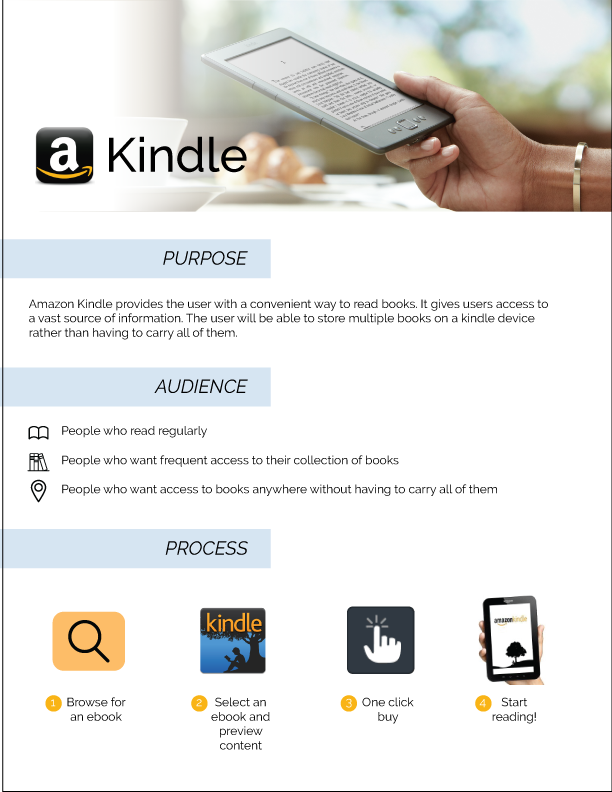 a Kindle
PURPOSE
Amazon Kindle provides the user with a convenient way to read books. It gives users access to
a vast source of information. The user will be able to store multiple books on a kindle device
rather than having to carry all of them.
AUDIENCE
People who read regularly
People who want frequent access to their collection of books
People who want access to books anywhere without having to carry all of them
PROCESS
kindle
amazonkindle
1 Browse for
an ebook
2 Select an
ebook and
preview
content
3 One click
buy
4 Start
reading!